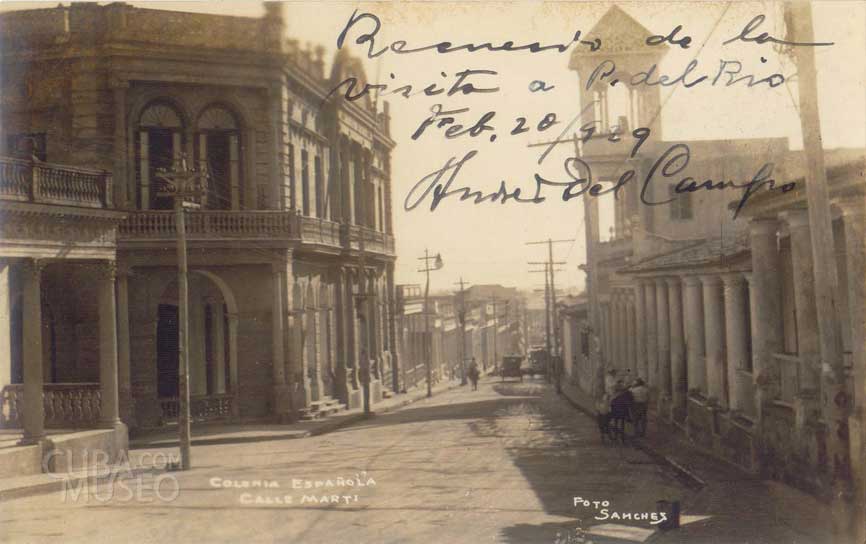 Recuerdo de la
visita a P. del Rio
Feb. 20/929
Andres Del Campo
COLONIA ESPAÑOLA
CALLE MARTI
FOTO
SANCHEZ
CUBA.COM
MUSEO